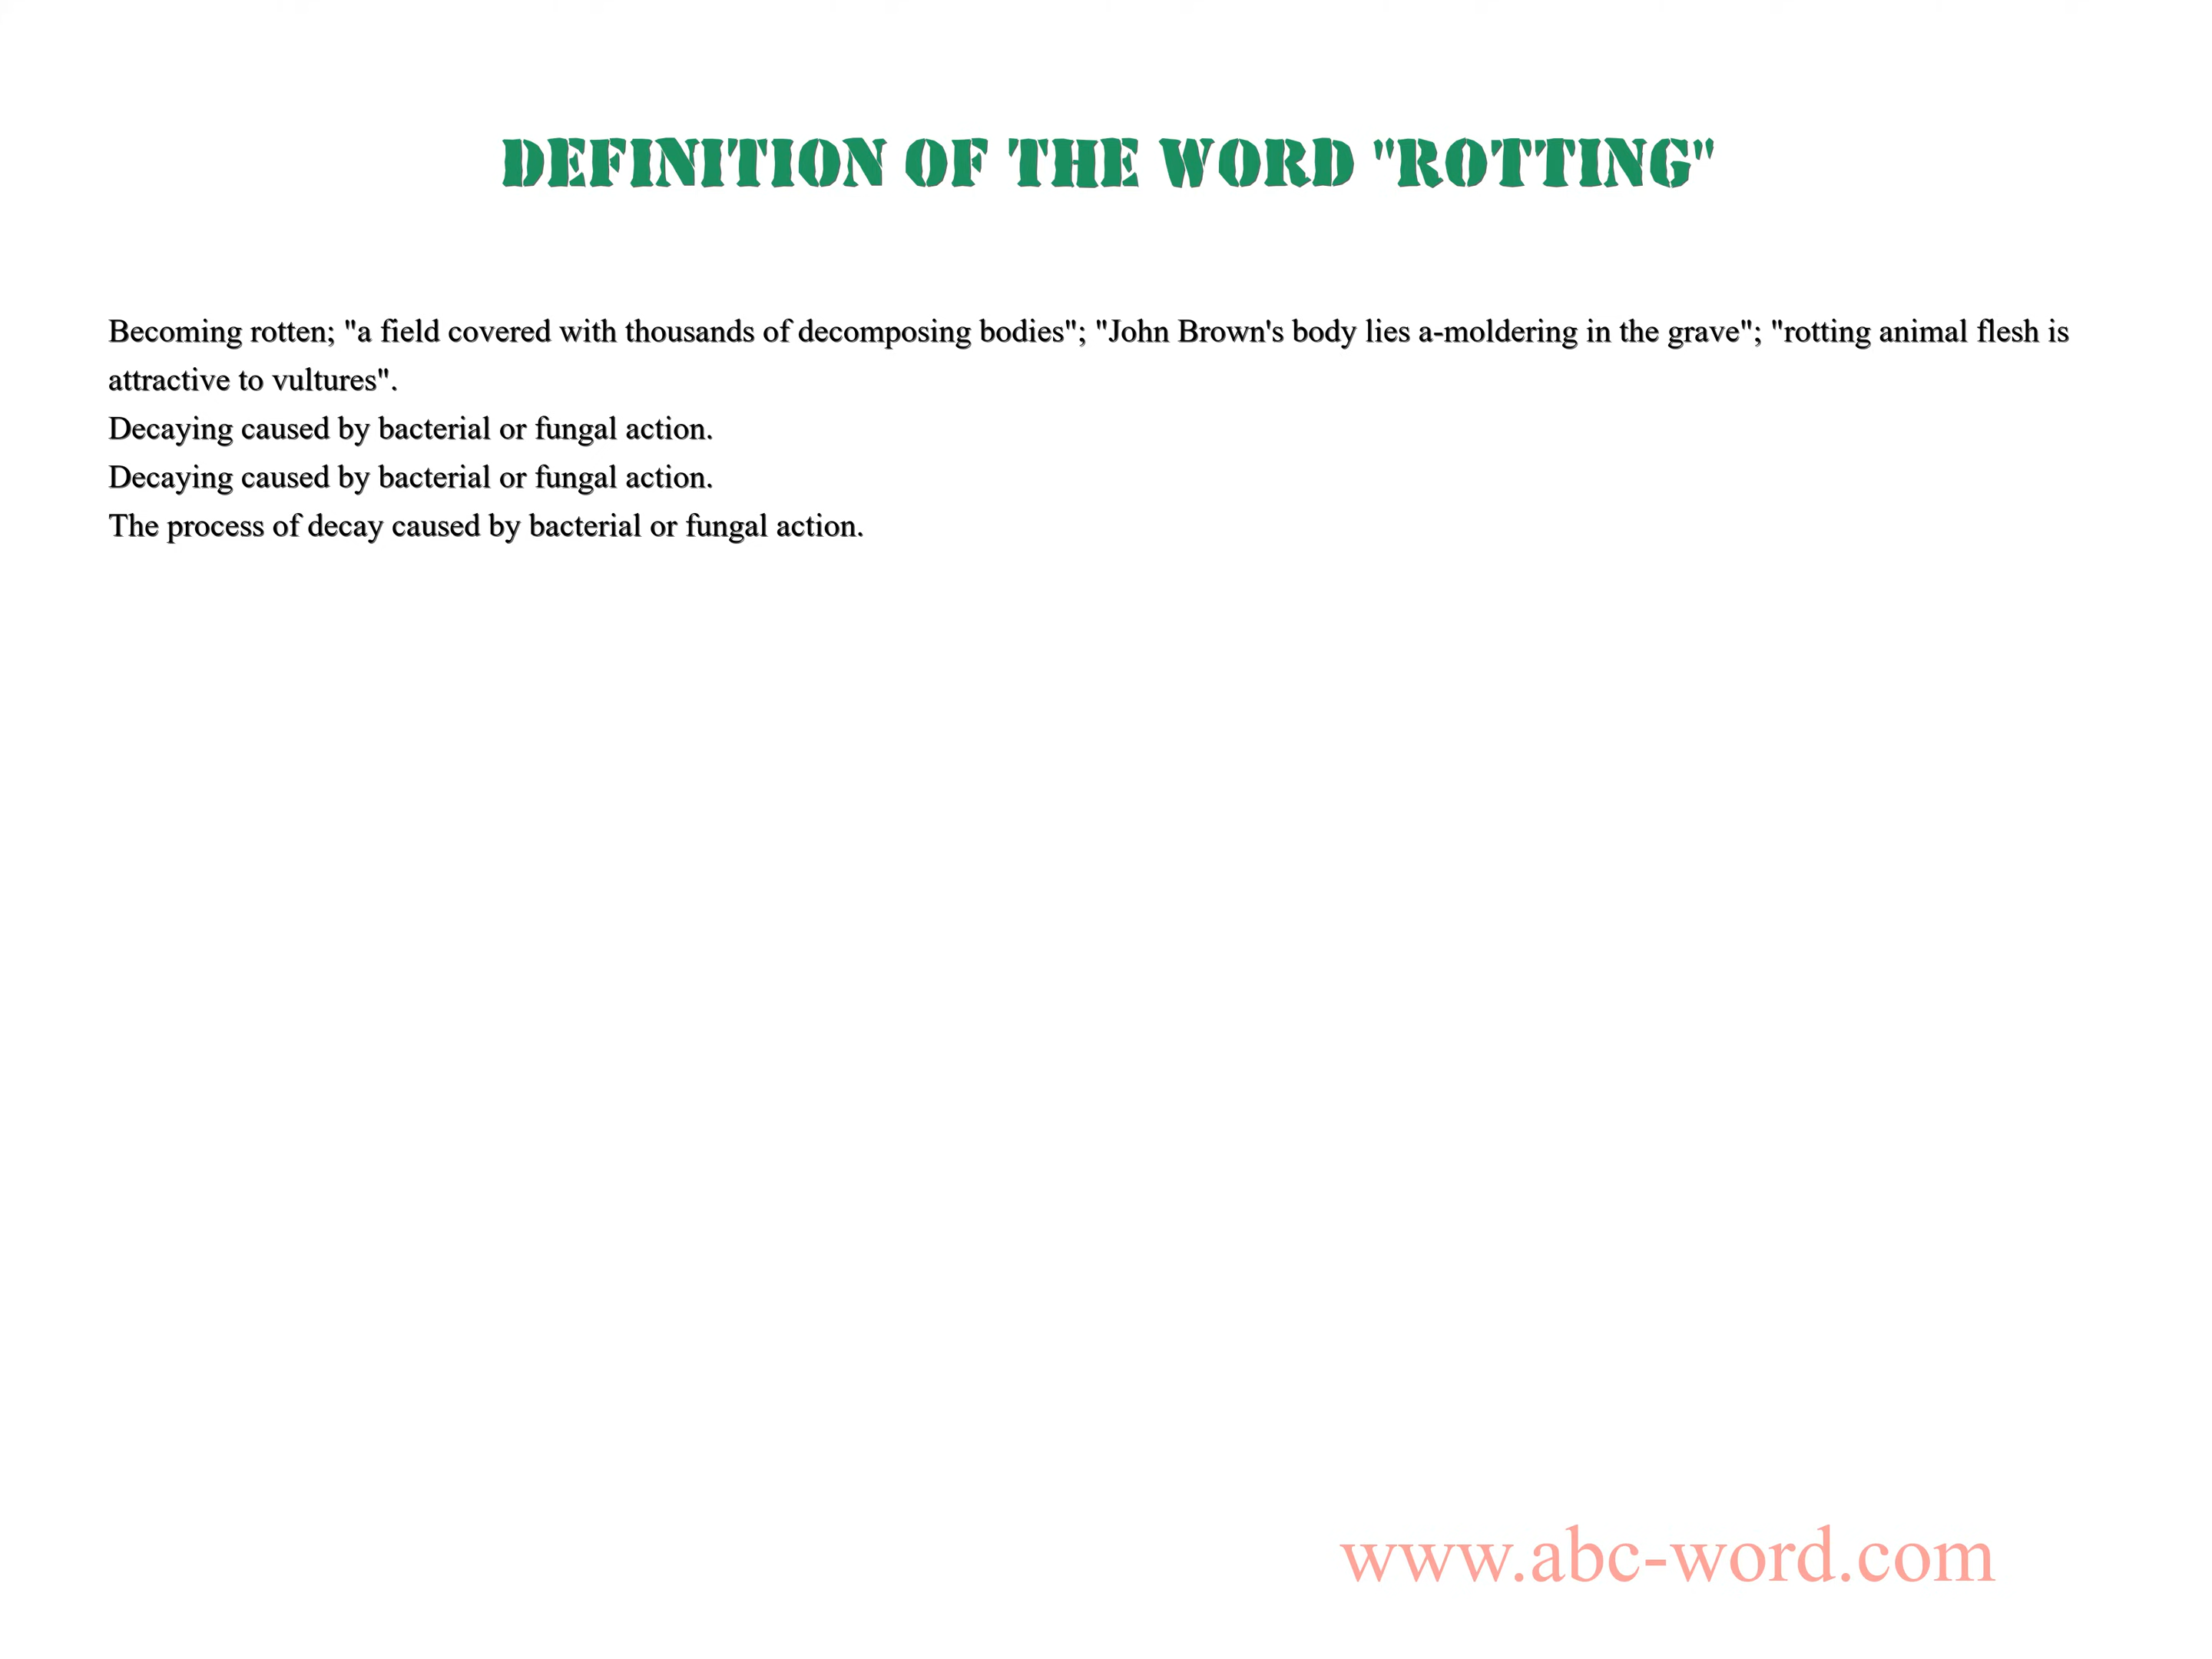 DEFINITION OF THE WORD "ROTTING"
Becoming rotten; "a field covered with thousands of decomposing bodies"; "John Brown's body lies a-moldering in the grave"; "rotting animal flesh is
attractive to vultures".
Decaying caused by bacterial or fungal action.
Decaying caused by bacterial or fungal action.
The process of decay caused by bacterial or fungal action.
www.abc-word.com